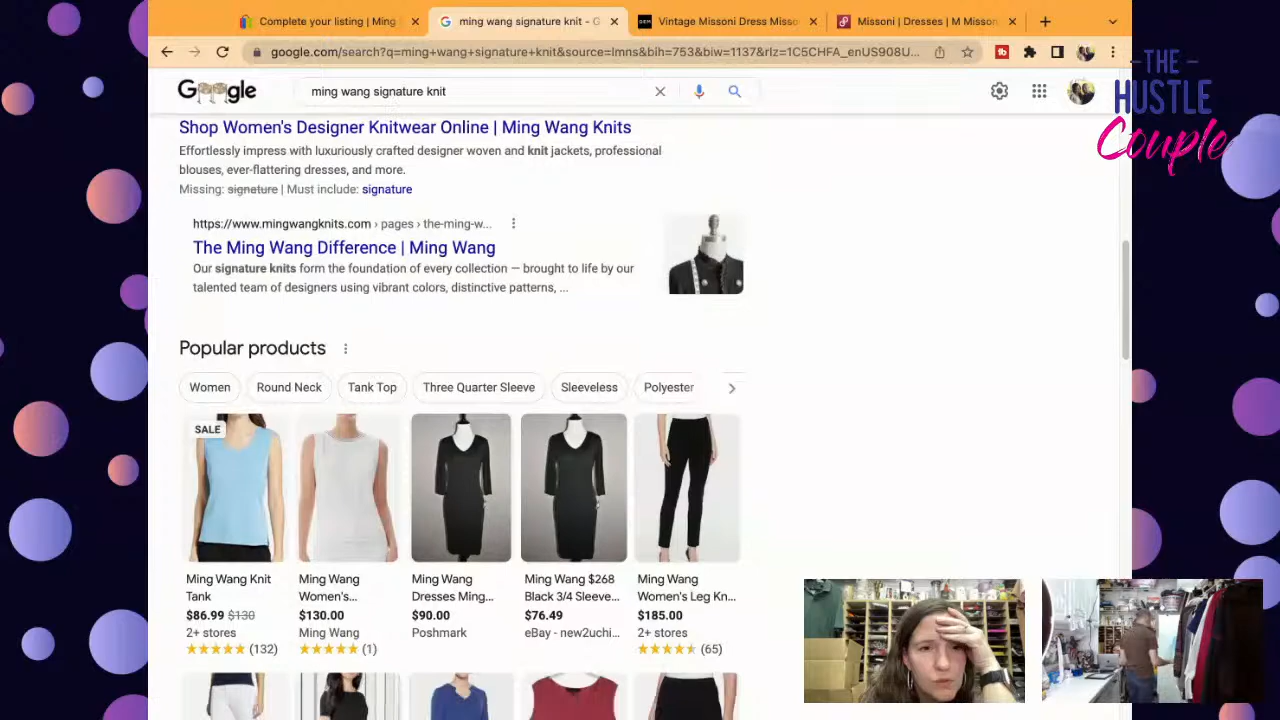 Complete your listing | Ming
ming wang signature knit - G
Vintage Missoni Dress Misso
Missoni | Dresses | M Misson
google.com/search?q=ming+wang+signature+knit&source=lmns&bih=753&biw=1137&rlz=1C5CHFA_enUS908U...
THE
HUSTLE
Couple
Google
ming wang signature knit
Shop Women's Designer Knitwear Online | Ming Wang Knits
Effortlessly impress with luxuriously crafted designer woven and knit jackets, professional
blouses, ever-flattering dresses, and more.
Missing: signature | Must include: signature
https://www.mingwangknits.com › pages › the-ming-w...
The Ming Wang Difference | Ming Wang
Our signature knits form the foundation of every collection — brought to life by our
talented team of designers using vibrant colors, distinctive patterns, ...
Popular products
Women
Round Neck
Tank Top
Three Quarter Sleeve
Sleeveless
Polyester
SALE
Ming Wang Knit
Tank
$86.99 $130
2+ stores
(132)
Ming Wang
Women's...
$130.00
Ming Wang
(1)
Ming Wang
Dresses Ming...
$90.00
Poshmark
Ming Wang $268
Black 3/4 Sleeve...
$76.49
eBay - new2uchi...
Ming Wang
Women's Leg Kn...
$185.00
2+ stores
(65)